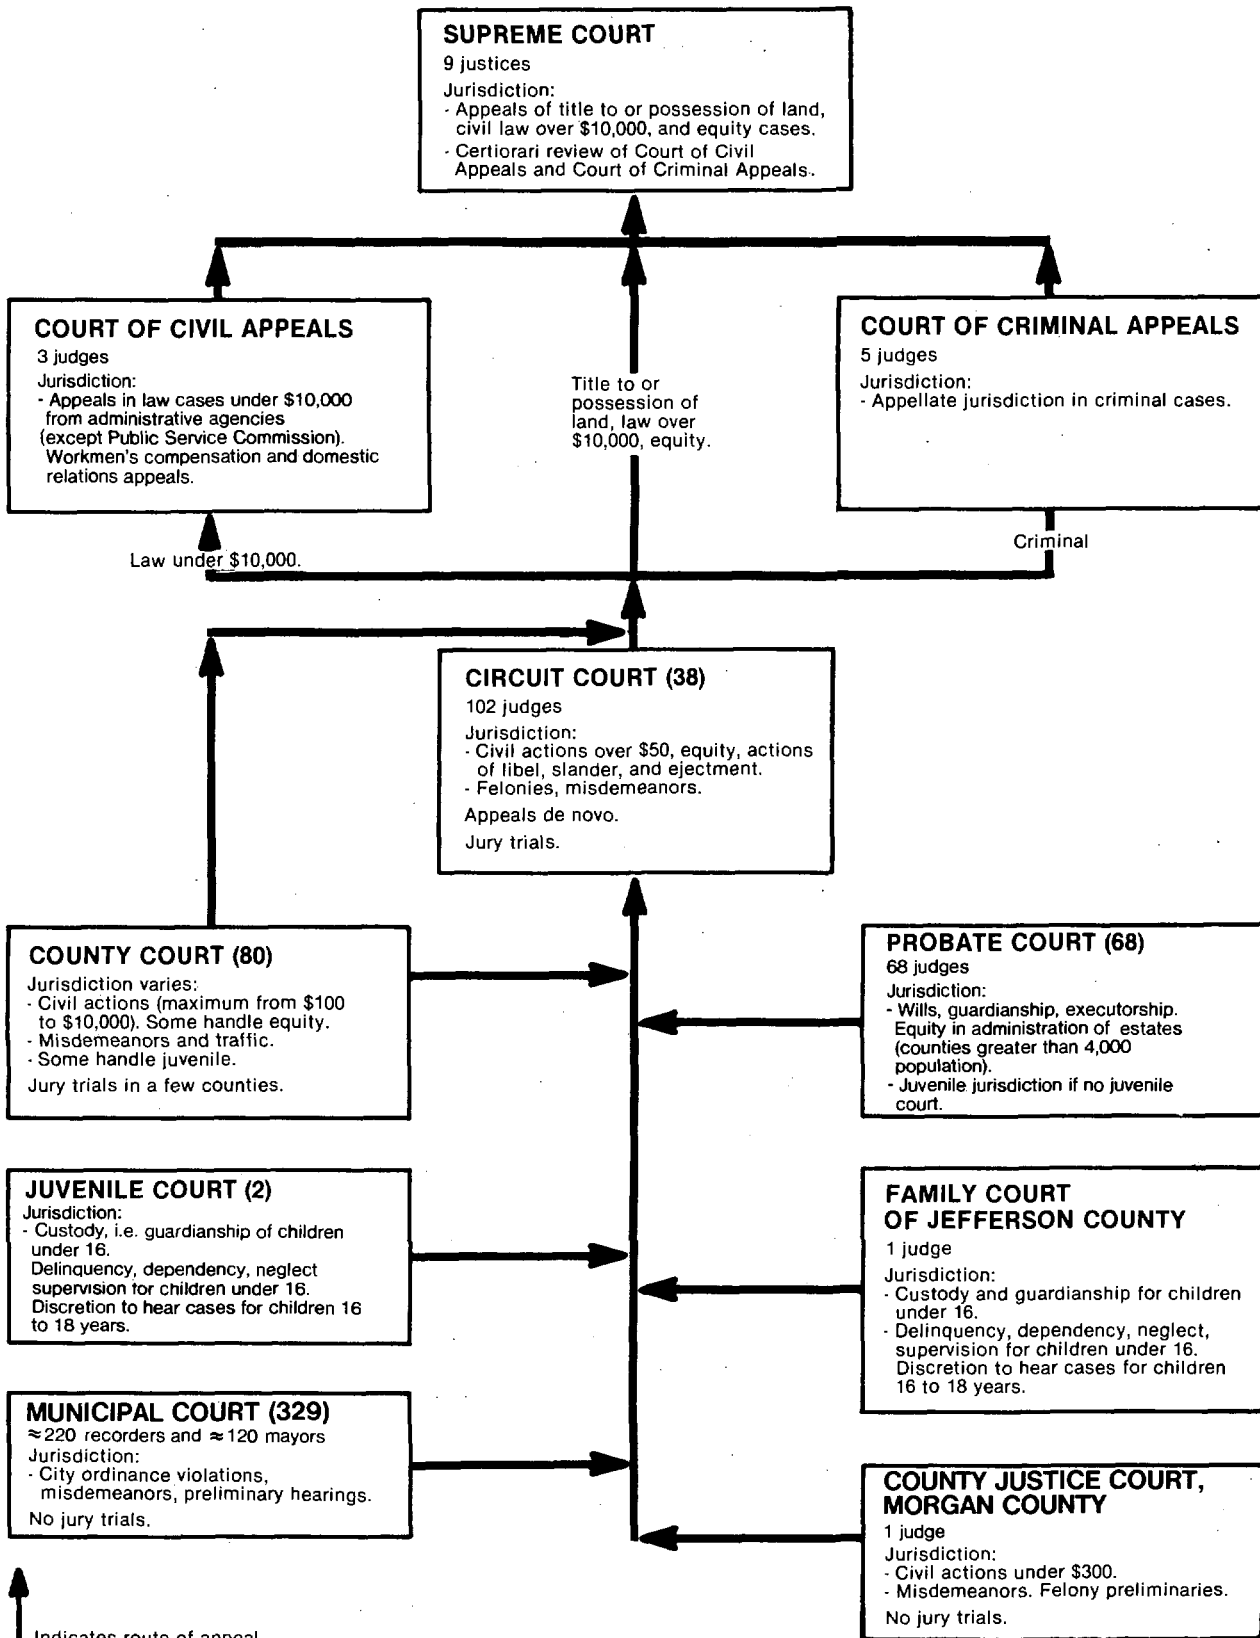 SUPREME COURT
9 justices
Jurisdiction:
- Appeals of title to or possession of land,
civil law over $10,000, and equity cases.
- Certiorari review of Court of Civil
Appeals and Court of Criminal Appeals.
COURT OF CIVIL APPEALS
3 judges
Jurisdiction:
- Appeals in law cases under $10,000
from administrative agencies
(except Public Service Commission).
Workmen's compensation and domestic
relations appeals.
Title to or
possession of
land, law over
$10,000, equity.
COURT OF CRIMINAL APPEALS
5 judges
Jurisdiction:
- Appellate jurisdiction in criminal cases.
Law under $10,000.
Criminal
CIRCUIT COURT (38)
102 judges
Jurisdiction:
- Civil actions over $50, equity, actions
of libel, slander, and ejectment.
- Felonies, misdemeanors.
Appeals de novo.
Jury trials.
COUNTY COURT (80)
Jurisdiction varies:
- Civil actions (maximum from $100
to $10,000). Some handle equity.
- Misdemeanors and traffic.
- Some handle juvenile.
Jury trials in a few counties.
PROBATE COURT (68)
68 judges
Jurisdiction:
- Wills, guardianship, executorship.
Equity in administration of estates
(counties greater than 4,000
population).
- Juvenile jurisdiction if no juvenile
court.
JUVENILE COURT (2)
Jurisdiction:
- Custody, i.e. guardianship of children
under 16.
Delinquency, dependency, neglect
supervision for children under 16.
Discretion to hear cases for children 16
to 18 years.
FAMILY COURT
OF JEFFERSON COUNTY
1 judge
Jurisdiction:
- Custody and guardianship for children
under 16.
- Delinquency, dependency, neglect,
supervision for children under 16.
Discretion to hear cases for children
16 to 18 years.
MUNICIPAL COURT (329)
≈220 recorders and ≈120 mayors
Jurisdiction:
- City ordinance violations,
misdemeanors, preliminary hearings.
No jury trials.
COUNTY JUSTICE COURT,
MORGAN COUNTY
1 judge
Jurisdiction:
- Civil actions under $300.
- Misdemeanors. Felony preliminaries.
No jury trials.
Indicates route of appeal.